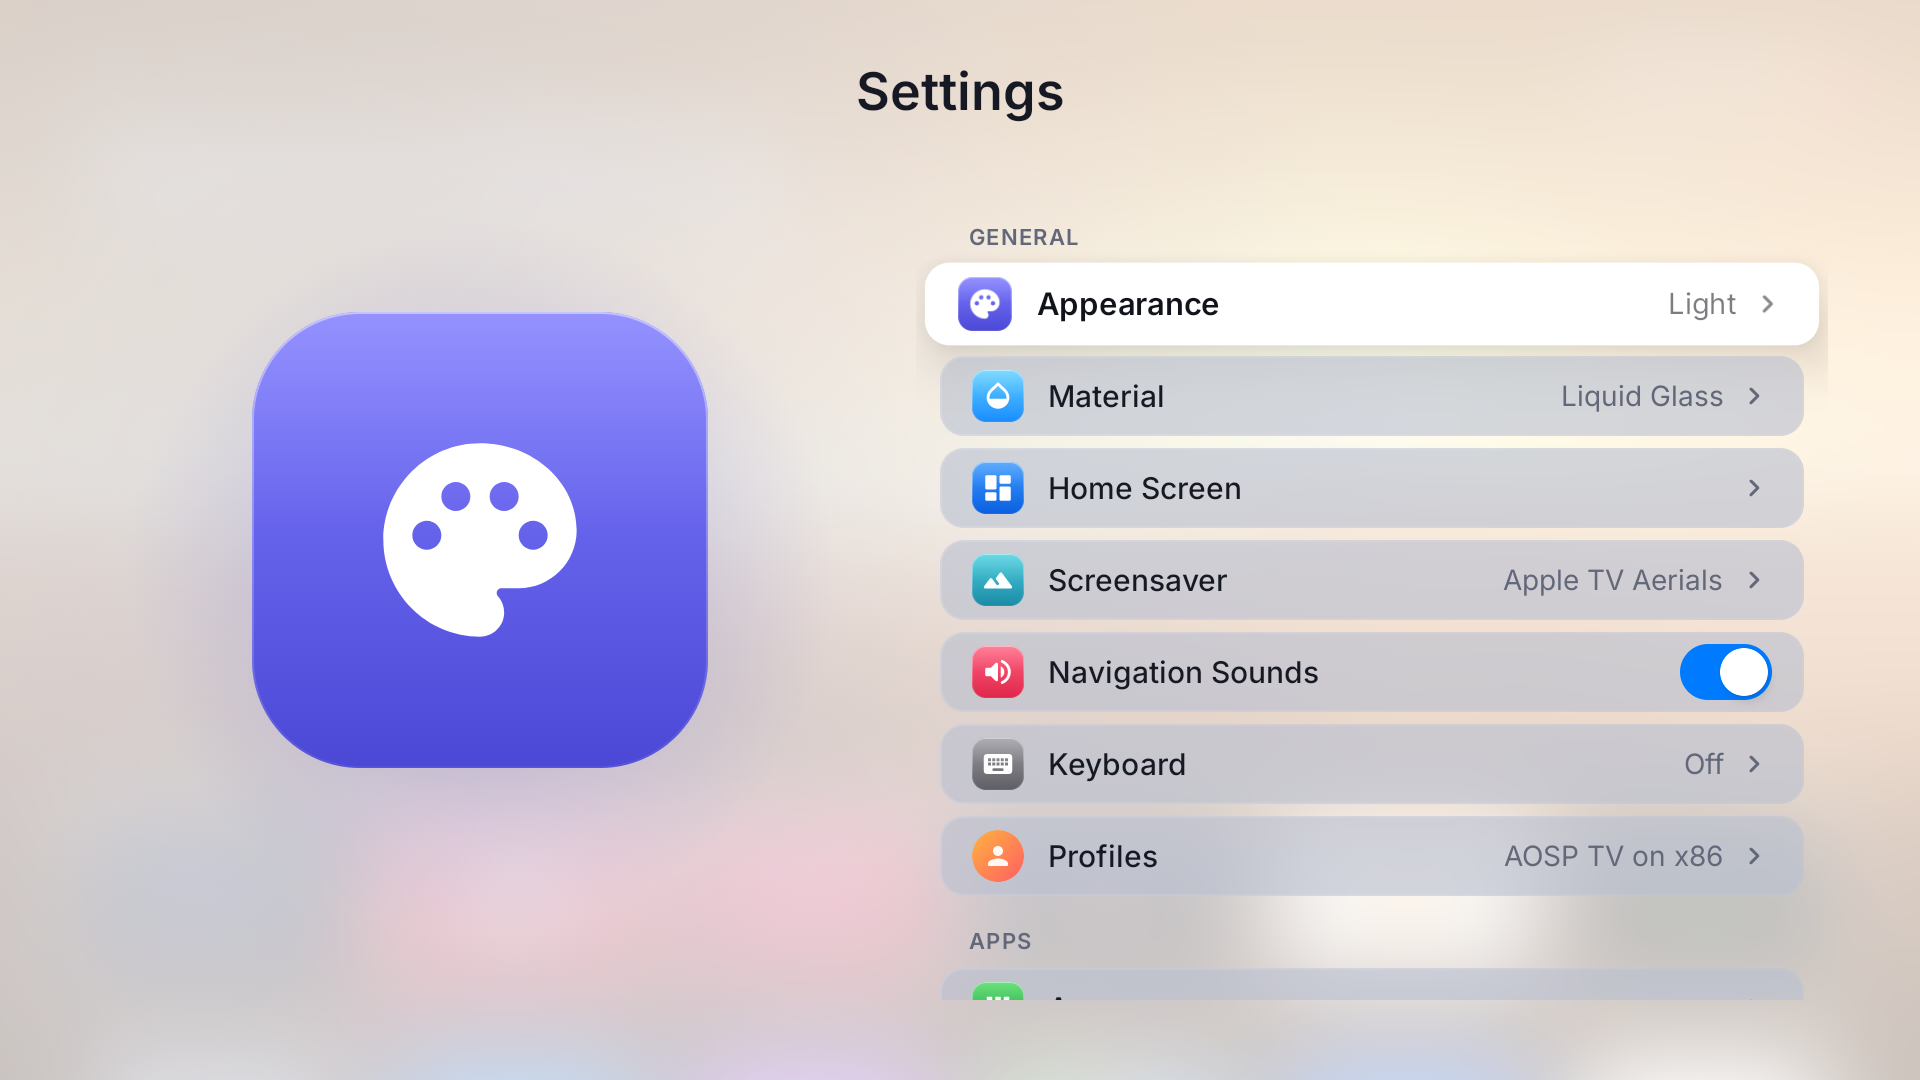 Settings
GENERAL
Appearance Light
Material Liquid Glass
Home Screen
Screensaver Apple TV Aerials
Navigation Sounds
Keyboard Off
Profiles AOSP TV on x86
APPS